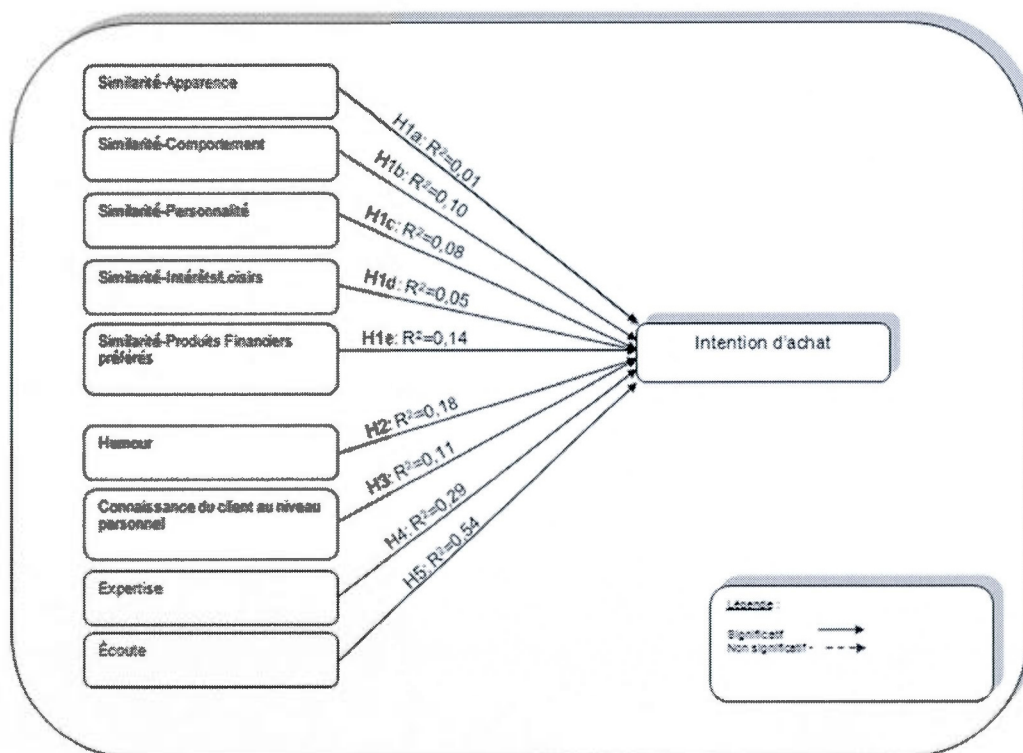 Similarité-Apparence
Similarité-Comportement
Similarité-Personnalité
Similarité-Intérêts/Loisirs
Similarité-Produits Financiers
préférés
Humour
Connaissance du client au niveau
personnel
Expertise
Écoute
H1a: R²=0,01
H1b: R²=0,10
H1c: R²=0,08
H1d: R²=0,05
H1e: R²=0,14
H2: R²=0,18
H3: R²=0,11
H4: R²=0,29
H5: R²=0,54
Intention d'achat
Légende :
Significatif
Non significatif -